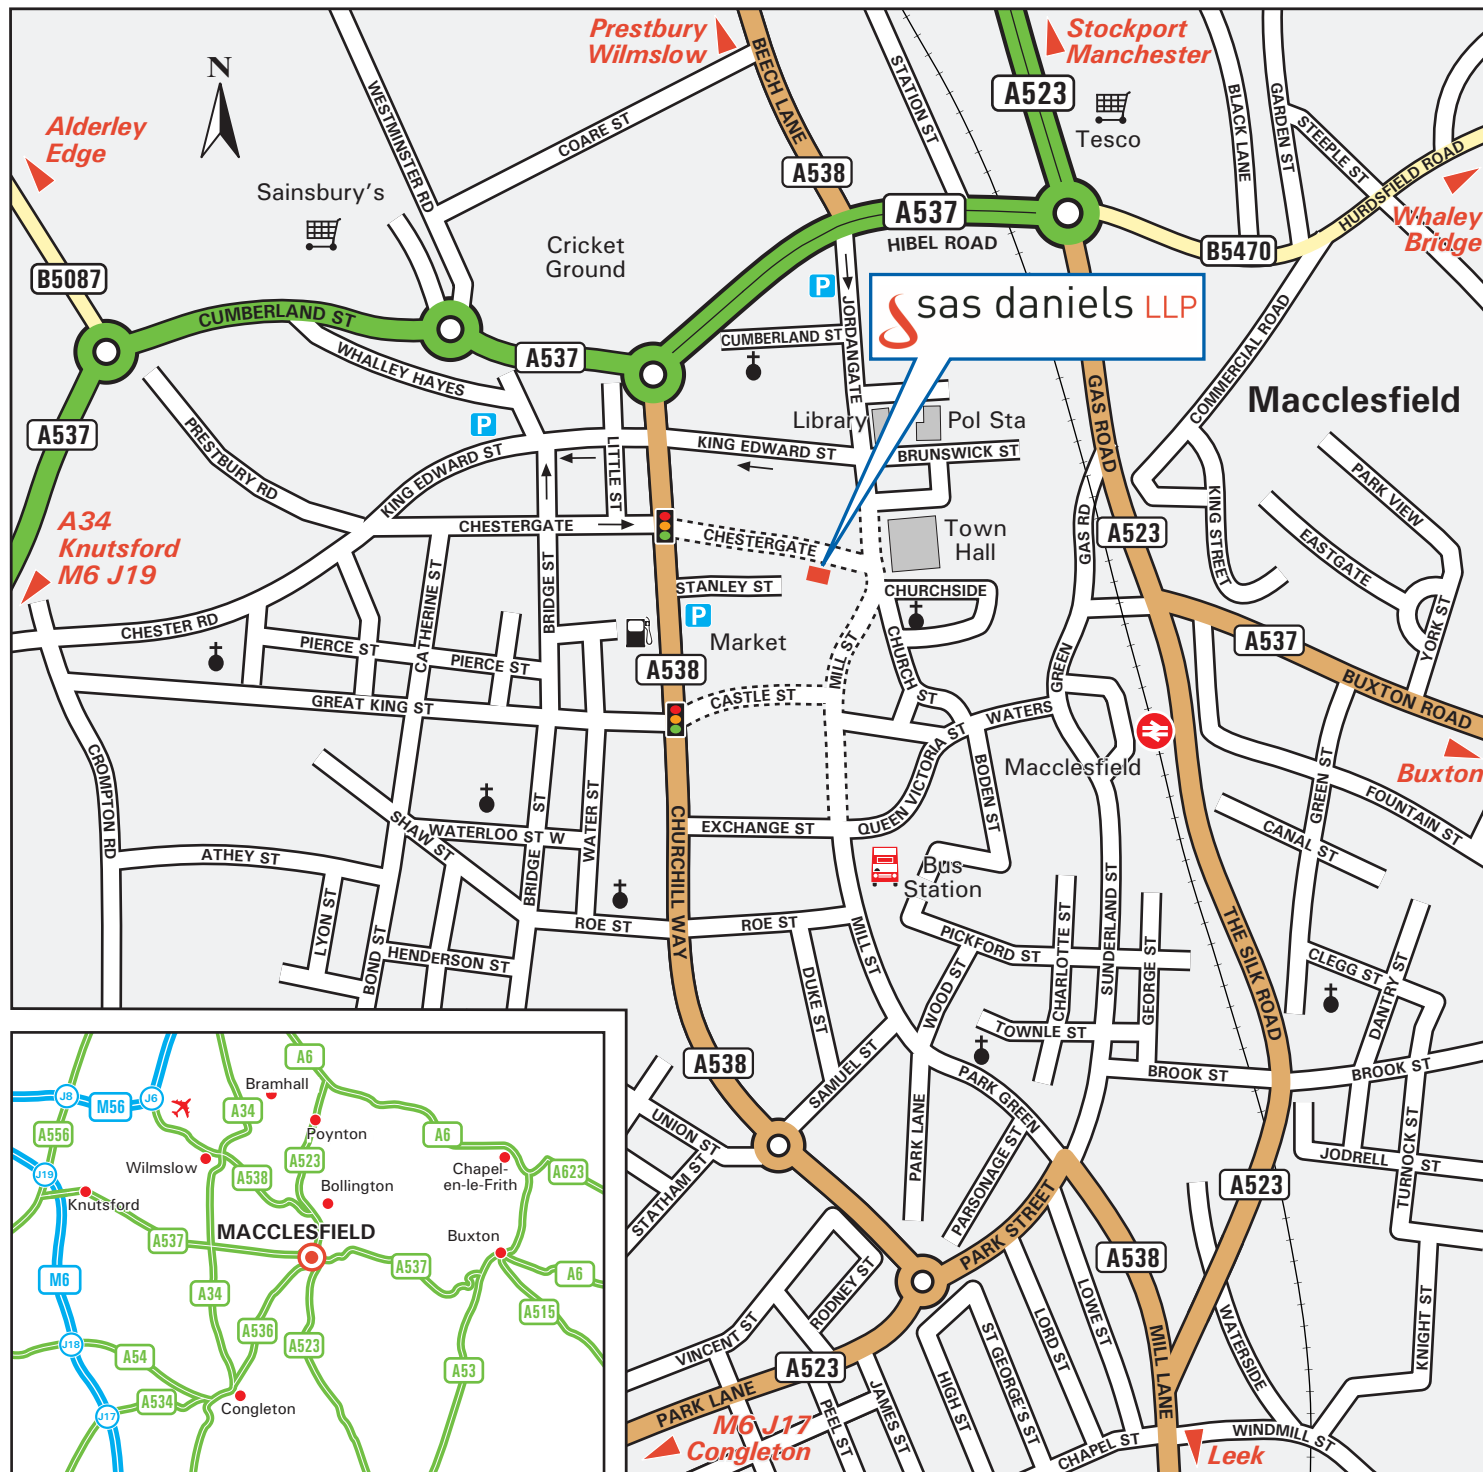 Prestbury
Wilmslow
Stockport
Manchester
N
BEECH LANE
STATION ST
A523
Tesco
BLACK LANE
GARDEN ST
STEEPLE ST
HURDSFIELD ROAD
Whaley
Bridge
Alderley
Edge
WESTMINSTER RD
COARE ST
A538
Sainsbury's
A537
HIBEL ROAD
B5470
Cricket
Ground
B5087
CUMBERLAND ST
P
JORDANGATE
sas daniels LLP
CUMBERLAND ST
WHALLEY HAYES
A537
COMMERCIAL ROAD
GAS ROAD
Macclesfield
A537
PRESTBURY RD
P
Library
Pol Sta
KING EDWARD ST
LITTLE ST
KING EDWARD ST
BRUNSWICK ST
PARK VIEW
KING STREET
EASTGATE
A34
Knutsford
M6 J19
CHESTERGATE
CHESTERGATE
Town
Hall
GAS RD
A523
STANLEY ST
CHURCHSIDE
BRIDGE ST
CATHERINE ST
CHESTER RD
P
Market
PIERCE ST
PIERCE ST
A538
MILL ST
CHURCH ST
GREEN
A537
YORK ST
BUXTON ROAD
GREAT KING ST
CASTLE ST
WATERS
Buxton
CROMPTON RD
Macclesfield
QUEEN VICTORIA ST
BODEN ST
GREEN ST
FOUNTAIN ST
CANAL ST
SHAW ST
WATERLOO ST W
BRIDGE ST
WATER ST
CHURCHILL WAY
EXCHANGE ST
ATHEY ST
Bus
Station
LYON ST
BOND ST
HENDERSON ST
ROE ST
ROE ST
MILL ST
PICKFORD ST
CHARLOTTE ST
SUNDERLAND ST
GEORGE ST
THE SILK ROAD
CLEGG ST
DANTRY ST
DUKE ST
WOOD ST
TOWNLE ST
A538
SAMUEL ST
PARK GREEN
BROOK ST
BROOK ST
UNION ST
STATHAM ST
PARK LANE
PARSONAGE ST
JODRELL ST
TURNOCK ST
A523
PARK STREET
A538
RODNEY ST
VINCENT ST
LORD ST
LOWE ST
WATERSIDE
KNIGHT ST
A523
ST GEORGE'S ST
HIGH ST
MILL LANE
PARK LANE
PEEL ST
JAMES ST
M6 J17
Congleton
CHAPEL ST
WINDMILL ST
Leek
A6
Bramhall
J8
M56
J6
A34
A556
Poynton
A6
A523
Wilmslow
A538
Chapel-
en-le-Frith
A623
J19
Knutsford
Bollington
MACCLESFIELD
A537
Buxton
A537
A6
M6
A34
A515
A536
A523
J18
A54
A53
A534
Congleton
J17